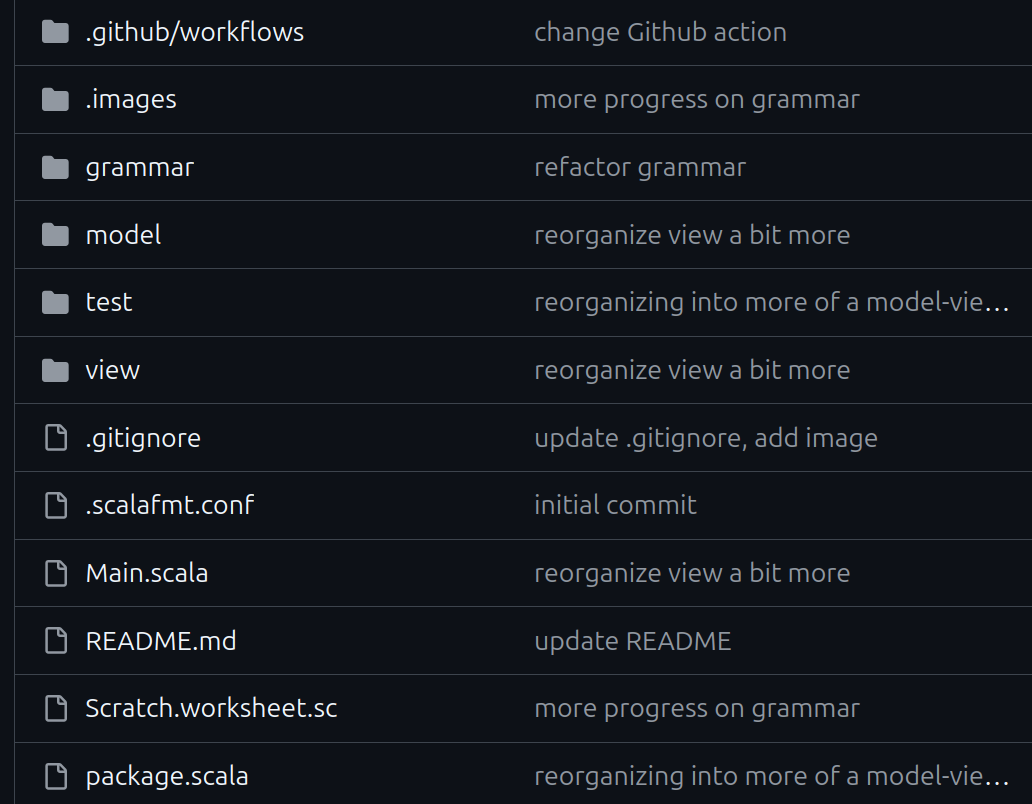 .github/workflows change Github action
.images more progress on grammar
grammar refactor grammar
model reorganize view a bit more
test reorganizing into more of a model-vie...
view reorganize view a bit more
.gitignore update .gitignore, add image
.scalafmt.conf initial commit
Main.scala reorganize view a bit more
README.md update README
Scratch.worksheet.sc more progress on grammar
package.scala reorganizing into more of a model-vie...